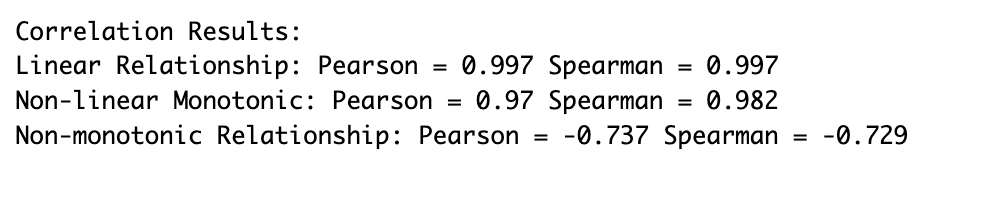 Correlation Results:
Linear Relationship: Pearson = 0.997 Spearman = 0.997
Non-linear Monotonic: Pearson = 0.97 Spearman = 0.982
Non-monotonic Relationship: Pearson = -0.737 Spearman = -0.729